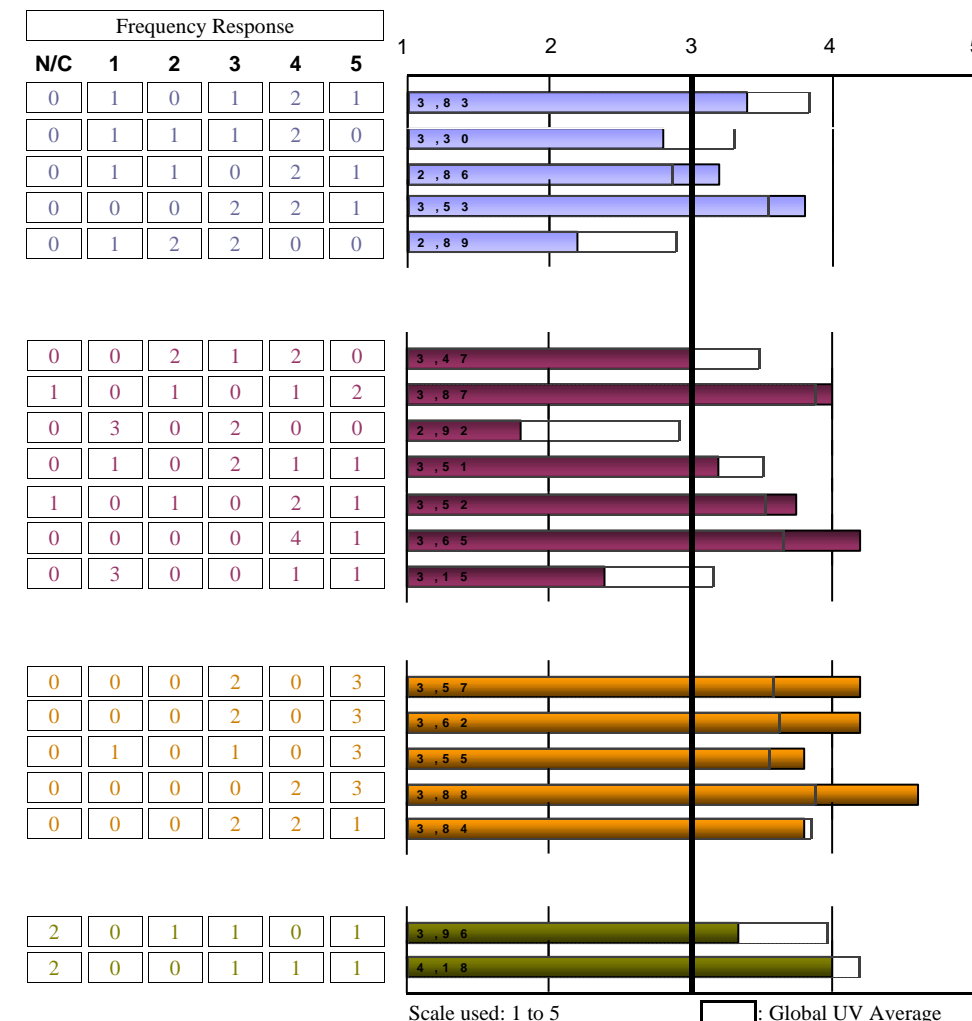 Frequency Response
N/C 1 2 3 4 5
1 2 3 4 5
0 1 0 1 2 1 3,83
0 1 1 1 2 0 3,30
0 1 1 0 2 1 2,86
0 0 0 2 2 1 3,53
0 1 2 2 0 0 2,89
0 0 2 1 2 0 3,47
1 0 1 0 1 2 3,87
0 3 0 2 0 0 2,92
0 1 0 2 1 1 3,51
1 0 1 0 2 1 3,52
0 0 0 0 4 1 3,65
0 3 0 0 1 1 3,15
0 0 0 2 0 3 3,57
0 0 0 2 0 3 3,62
0 1 0 1 0 3 3,55
0 0 0 0 2 3 3,88
0 0 0 2 2 1 3,84
2 0 1 1 0 1 3,96
2 0 0 1 1 1 4,18
Scale used: 1 to 5 : Global UV Average